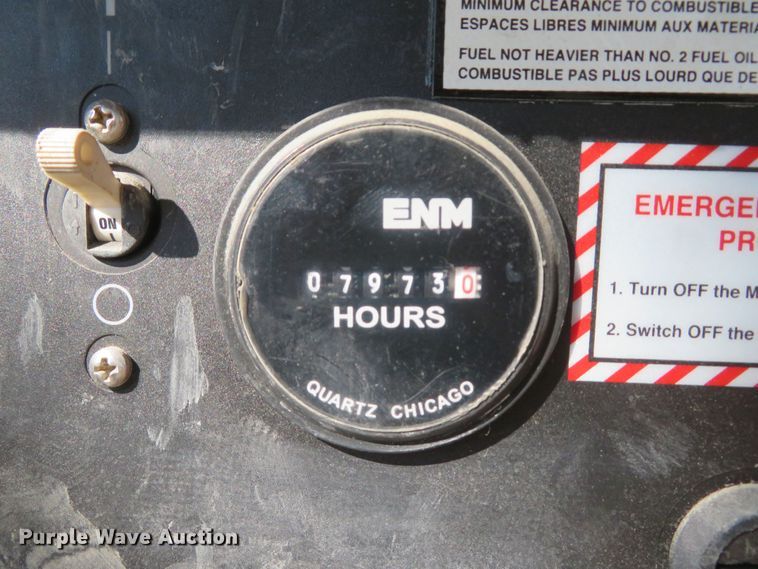 MINIMUM CLEARANCE TO COMBUSTIBLE
ESPACES LIBRES MINIMUM AUX MATERIA
FUEL NOT HEAVIER THAN NO. 2 FUEL OIL
COMBUSTIBLE PAS PLUS LOURD QUE DE
ON
ENM
079730
HOURS
QUARTZ CHICAGO
EMERGE
PR
1. Turn OFF the M
2. Switch OFF the
Purple Wave Auction